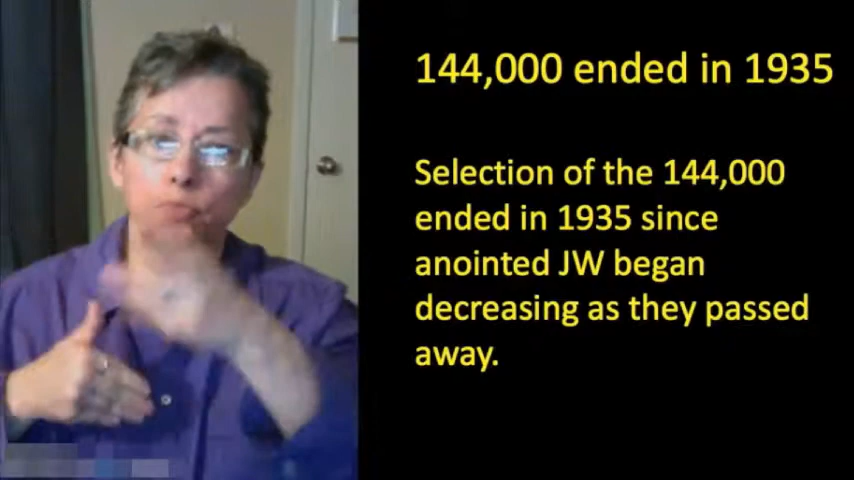 144,000 ended in 1935
Selection of the 144,000
ended in 1935 since
anointed JW began
decreasing as they passed
away.